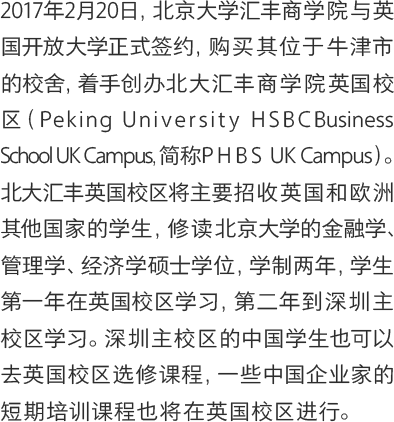 2017年2月20日, 北京大学汇丰商学院与英
国开放大学正式签约, 购买其位于牛津市
的校舍, 着手创办北大汇丰商学院英国校
区(Peking University HSBCBusiness
School UK Campus, 简称PHBS UK Campus)。
北大汇丰英国校区将主要招收英国和欧洲
其他国家的学生, 修读北京大学的金融学、
管理学、经济学硕士学位, 学制两年, 学生
第一年在英国校区学习, 第二年到深圳主
校区学习。深圳主校区的中国学生也可以
去英国校区选修课程, 一些中国企业家的
短期培训课程也将在英国校区进行。